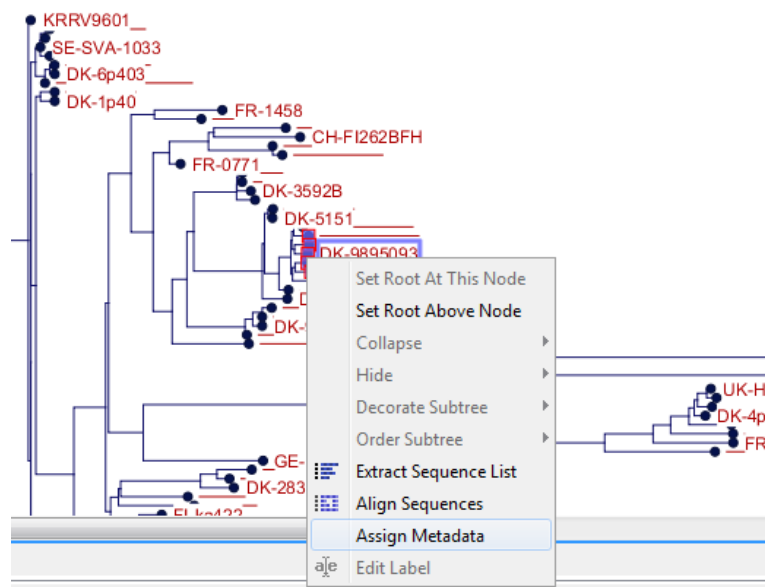 KRRV9601
SE-SVA-1033
DK-6p403
DK-1p40
FR-1458
CH-FI262BFH
FR-0771
DK-3592B
DK-5151
DK-9895093
Set Root At This Node
Set Root Above Node
Collapse
Hide
UK-H
Decorate Subtree
DK-4p
Order Subtree
FR
GE-
Extract Sequence List
DK-283
Align Sequences
Assign Metadata
Edit Label